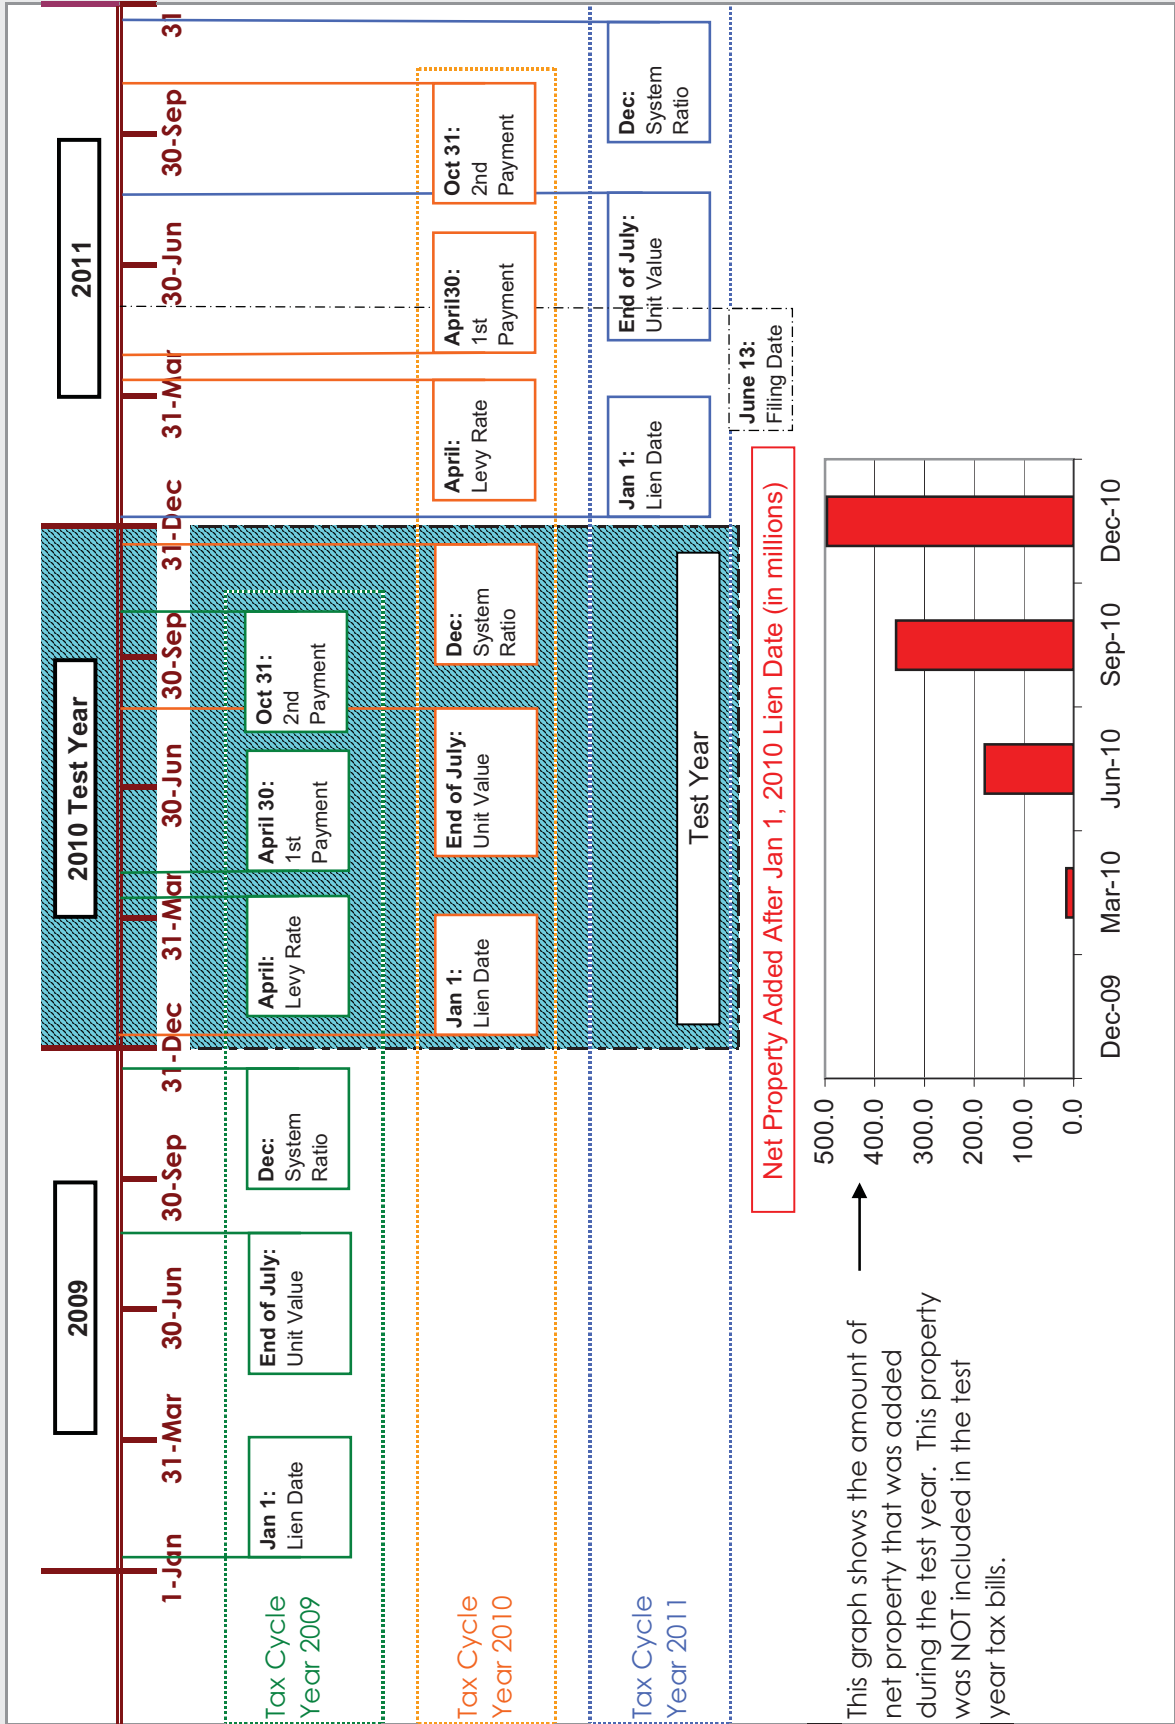 2009
2010 Test Year
2011
1-Jan
31-Mar
30-Jun
30-Sep
31-Dec
31-Mar
30-Jun
30-Sep
31-Dec
31-Mar
30-Jun
30-Sep
31
Tax Cycle
Year 2009
Jan 1:
Lien Date
End of July:
Unit Value
Dec:
System
Ratio
April:
Levy Rate
April 30:
1st
Payment
Oct 31:
2nd
Payment
Tax Cycle
Year 2010
Jan 1:
Lien Date
End of July:
Unit Value
Dec:
System
Ratio
April:
Levy Rate
April30:
1st
Payment
Oct 31:
2nd
Payment
Tax Cycle
Year 2011
Test Year
Jan 1:
Lien Date
End of July:
Unit Value
Dec:
System
Ratio
June 13:
Filing Date
This graph shows the amount of
net property that was added
during the test year.  This property
was NOT included in the test
year tax bills.
Net Property Added After Jan 1, 2010 Lien Date (in millions)
500.0
400.0
300.0
200.0
100.0
0.0
Dec-09
Mar-10
Jun-10
Sep-10
Dec-10